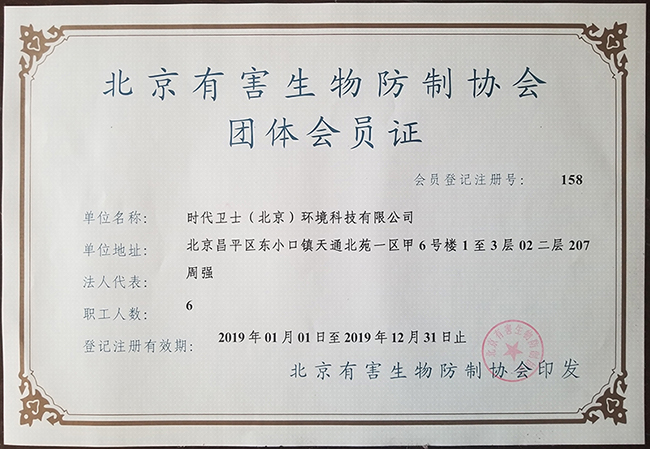 北京有害生物防制协会
团体会员证
会员登记注册号： 158
单位名称： 时代卫士（北京）环境科技有限公司
单位地址： 北京昌平区东小口镇天通北苑一区甲6号楼1至3层02二层207
法人代表： 周强
职工人数： 6
登记注册有效期： 2019年01月01日至2019年12月31日止
北京有害生物防制协会印发